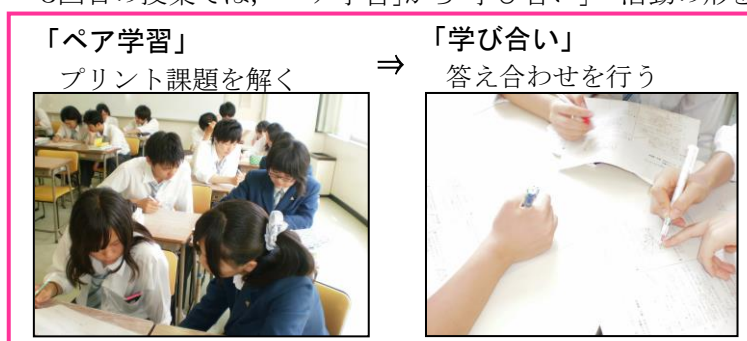 「ペア学習」
プリント課題を解く
⇒
「学び合い」
答え合わせを行う